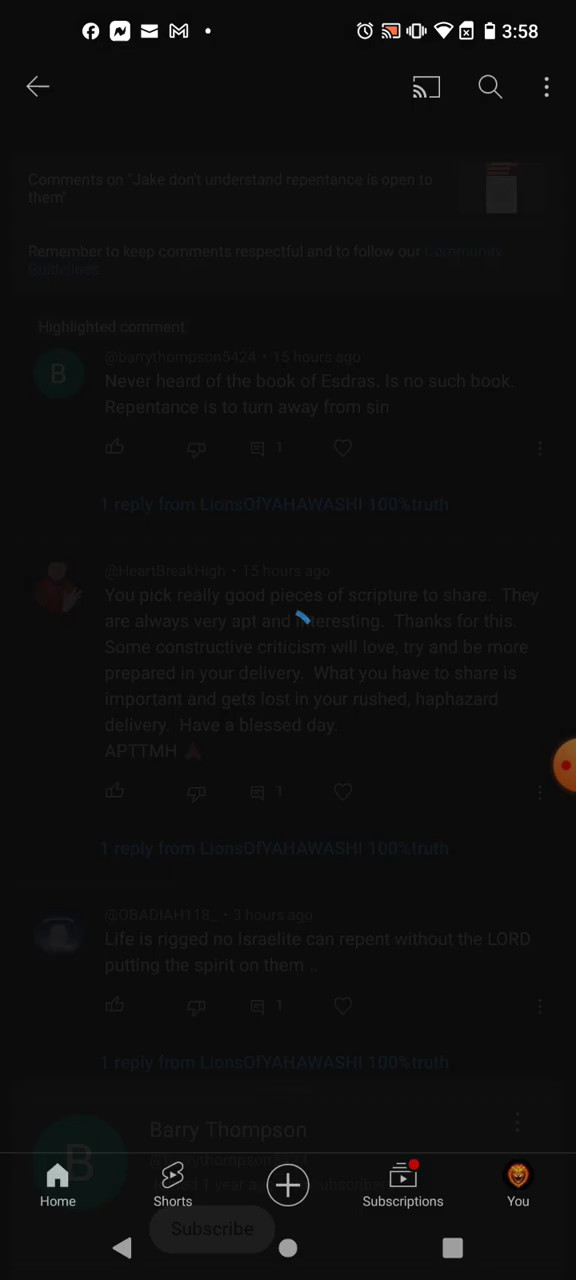 3:58
Comments on "Jake don't understand repentance is open to
them"
Remember to keep comments respectful and to follow our Community
Guidelines
Highlighted comment
B
@barrythompson5424 • 15 hours ago
Never heard of the book of Esdras. Is no such book.
Repentance is to turn away from sin
1
1 reply from LionsOfYAHAWASHI 100%truth
@HeartBreakHigh • 15 hours ago
You pick really good pieces of scripture to share. They
are always very apt and interesting. Thanks for this.
Some constructive criticism will love, try and be more
prepared in your delivery. What you have to share is
important and gets lost in your rushed, haphazard
delivery. Have a blessed day.
APTTMH
1
1 reply from LionsOfYAHAWASHI 100%truth
@OBADIAH118_ • 3 hours ago
Life is rigged no Israelite can repent without the LORD
putting the spirit on them ..
1
1 reply from LionsOfYAHAWASHI 100%truth
B
Barry Thompson
1 year
Subscribe
Home
Shorts
Subscriptions
You